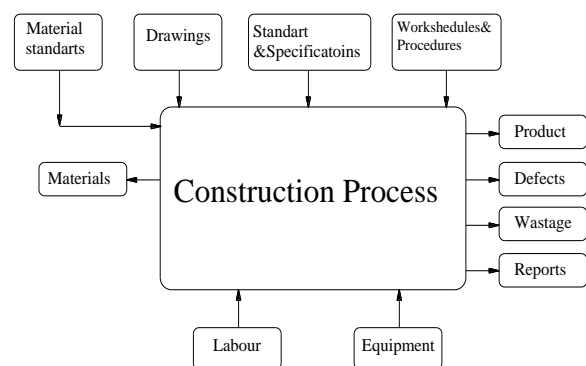 Material
standarts
Drawings
Standart
&Specificatoins
Workshedules&
Procedures
Product
Materials
Construction Process
Defects
Wastage
Reports
Labour
Equipment